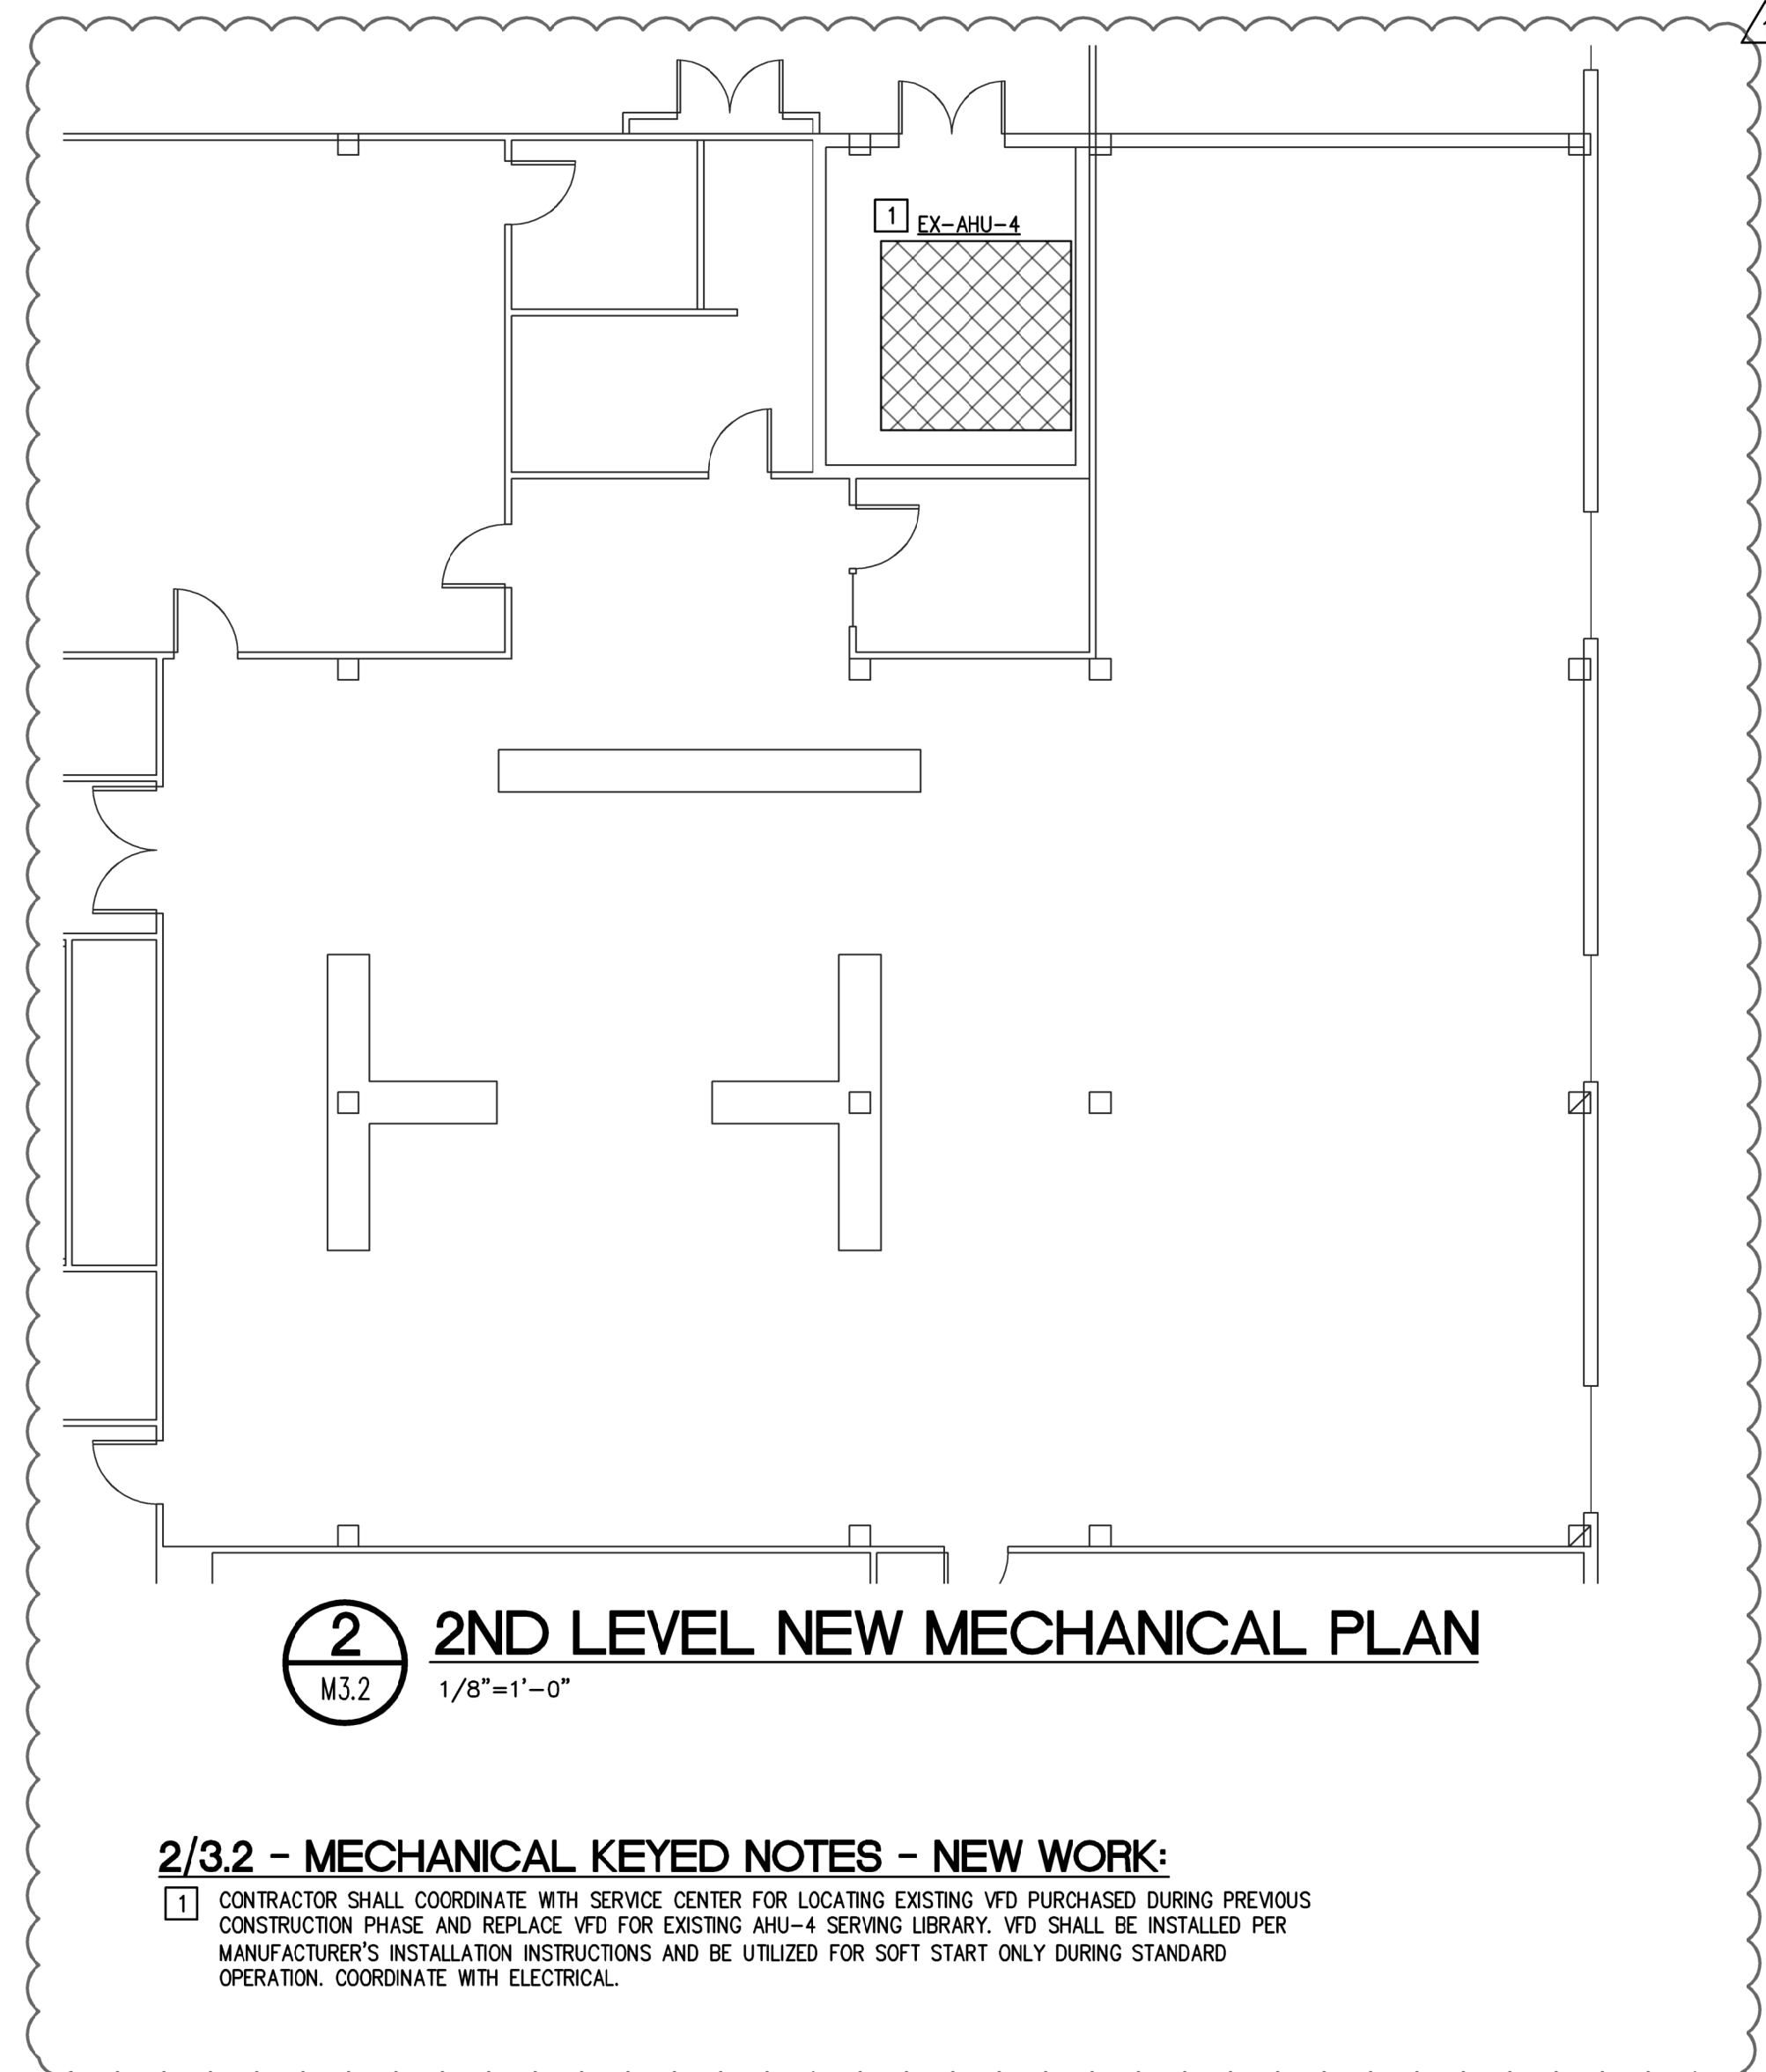 1
EX-AHU-4
2
M3.2
2ND LEVEL NEW MECHANICAL PLAN
1/8"=1'-0"
2/3.2 - MECHANICAL KEYED NOTES - NEW WORK:
1
CONTRACTOR SHALL COORDINATE WITH SERVICE CENTER FOR LOCATING EXISTING VFD PURCHASED DURING PREVIOUS
CONSTRUCTION PHASE AND REPLACE VFD FOR EXISTING AHU-4 SERVING LIBRARY. VFD SHALL BE INSTALLED PER
MANUFACTURER'S INSTALLATION INSTRUCTIONS AND BE UTILIZED FOR SOFT START ONLY DURING STANDARD
OPERATION. COORDINATE WITH ELECTRICAL.